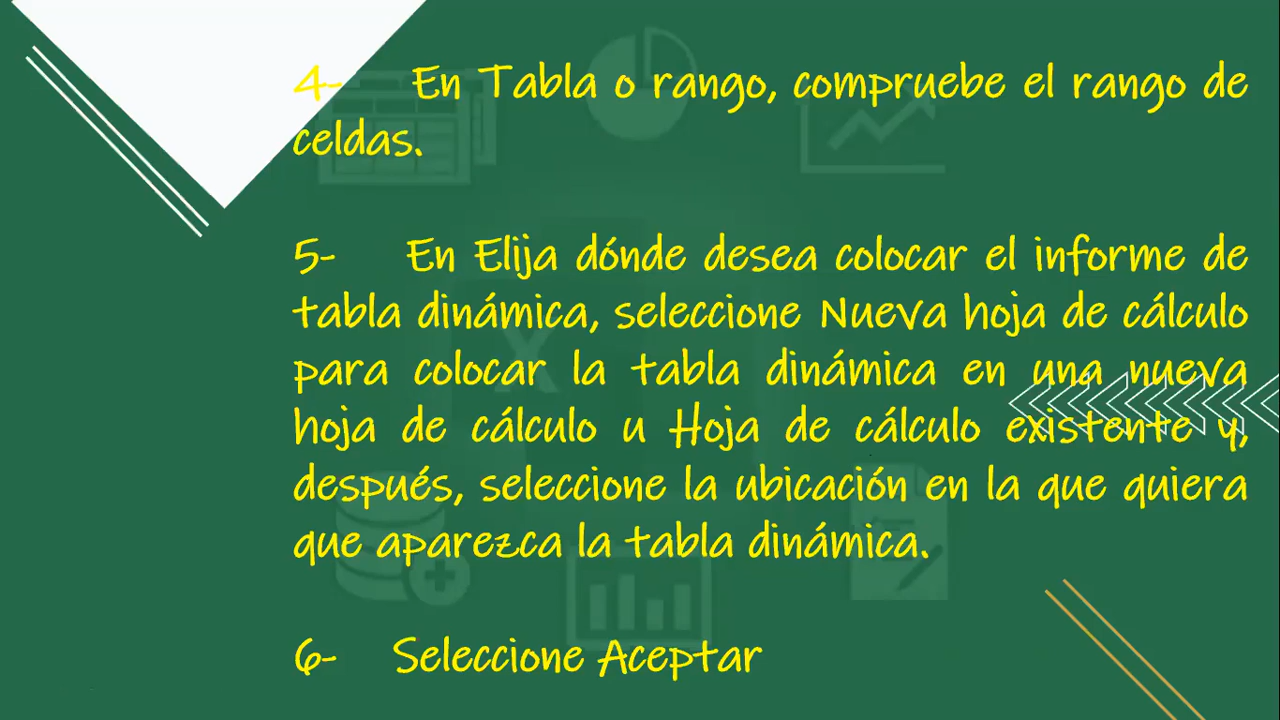 4- En Tabla o rango, compruebe el rango de
celdas.
5- En Elija dónde desea colocar el informe de
tabla dinámica, seleccione Nueva hoja de cálculo
para colocar la tabla dinámica en una nueva
hoja de cálculo u Hoja de cálculo existente y,
después, seleccione la ubicación en la que quiera
que aparezca la tabla dinámica.
6- Seleccione Aceptar